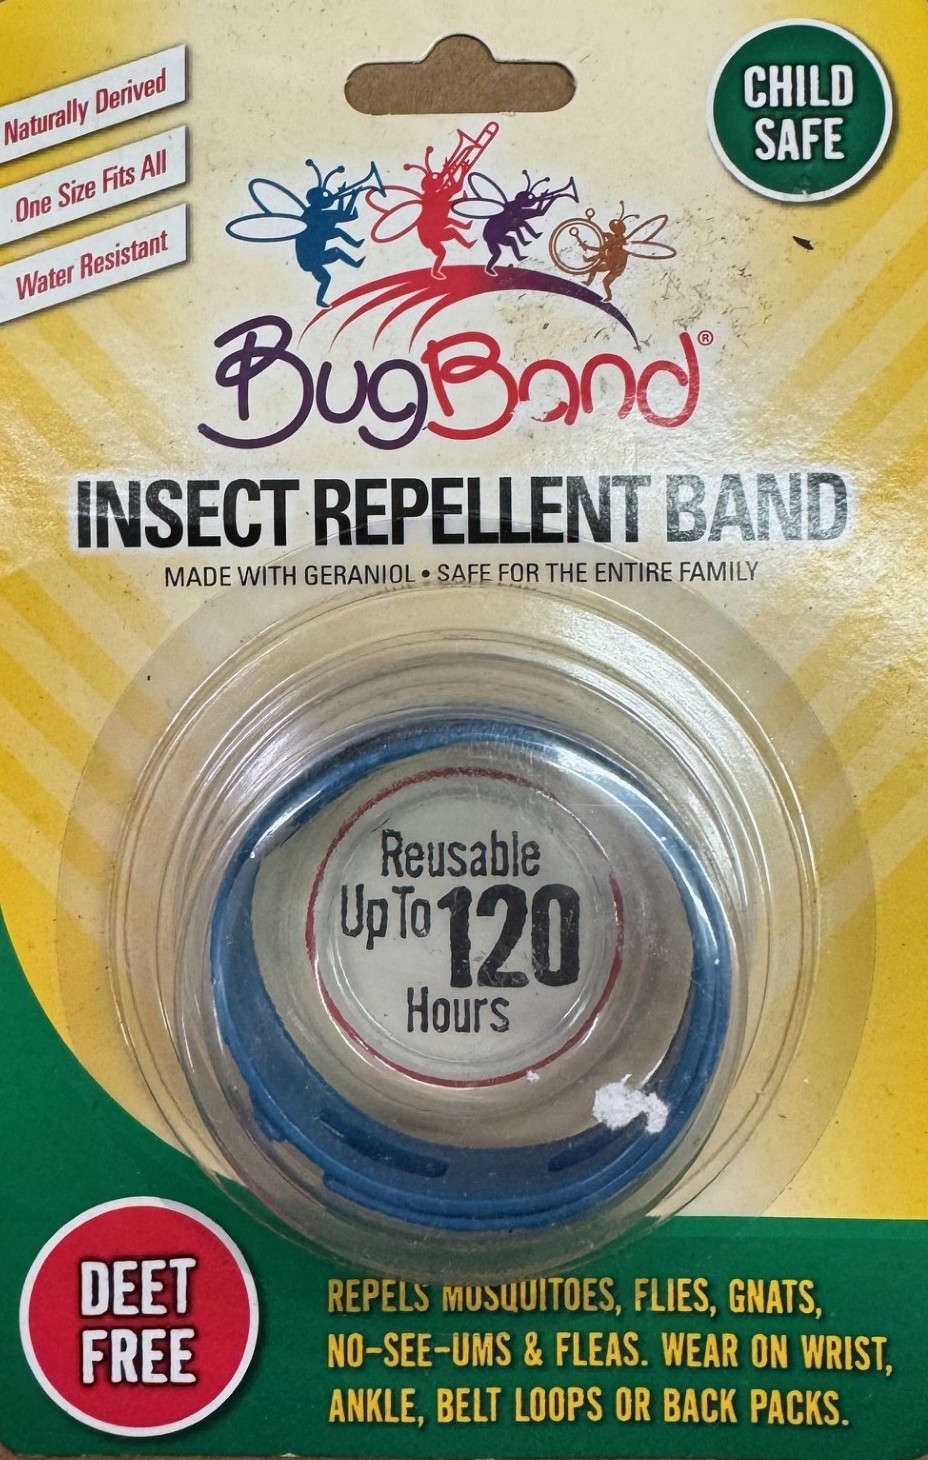 Naturally Derived
One Size Fits All
Water Resistant
CHILD
SAFE
BugBand®
INSECT REPELLENT BAND
MADE WITH GERANIOL • SAFE FOR THE ENTIRE FAMILY
Reusable
Up To 120
Hours
DEET
FREE
REPELS MOSQUITOES, FLIES, GNATS,
NO-SEE-UMS & FLEAS. WEAR ON WRIST,
ANKLE, BELT LOOPS OR BACK PACKS.